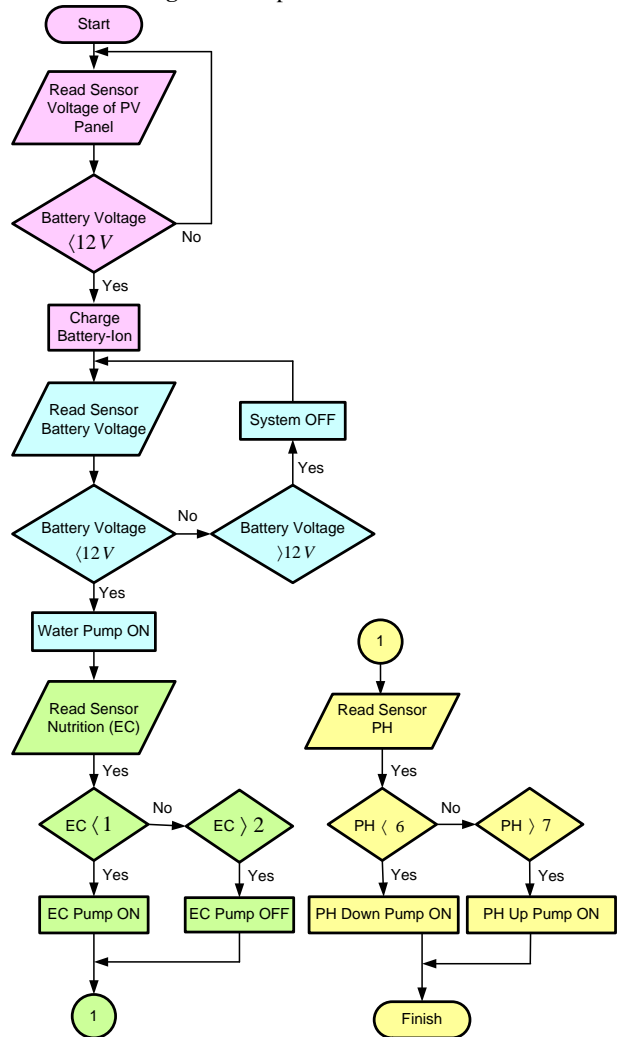 Start
Read Sensor
Voltage of PV
Panel
Battery Voltage
⟨12V
No
Yes
Charge
Battery-Ion
Read Sensor
Battery Voltage
System OFF
Yes
Battery Voltage
⟨12V
No
Battery Voltage
⟩12V
Yes
Water Pump ON
Read Sensor
Nutrition (EC)
Yes
EC ⟨ 1
No
EC ⟩ 2
Yes
Yes
EC Pump ON
EC Pump OFF
1
1
Read Sensor
PH
Yes
PH ⟨ 6
No
PH ⟩ 7
Yes
Yes
PH Down Pump ON
PH Up Pump ON
Finish